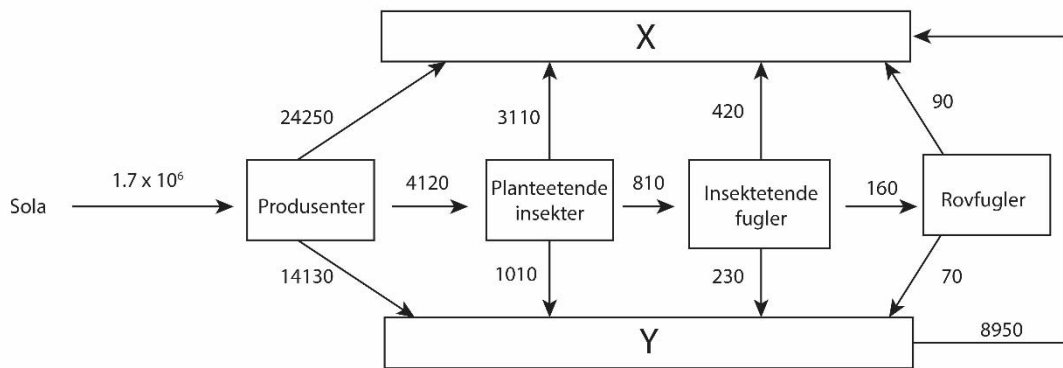 X
24250
3110
420
90
1.7 x 10⁶
Sola
Produsenter
4120
Planteetende
insekter
810
Insektetende
fugler
160
Rovfugler
14130
1010
230
70
Y
8950